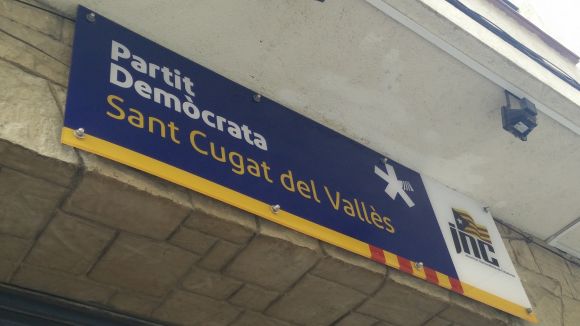 Partit
Demòcrata
Sant Cugat del Vallès
JNC